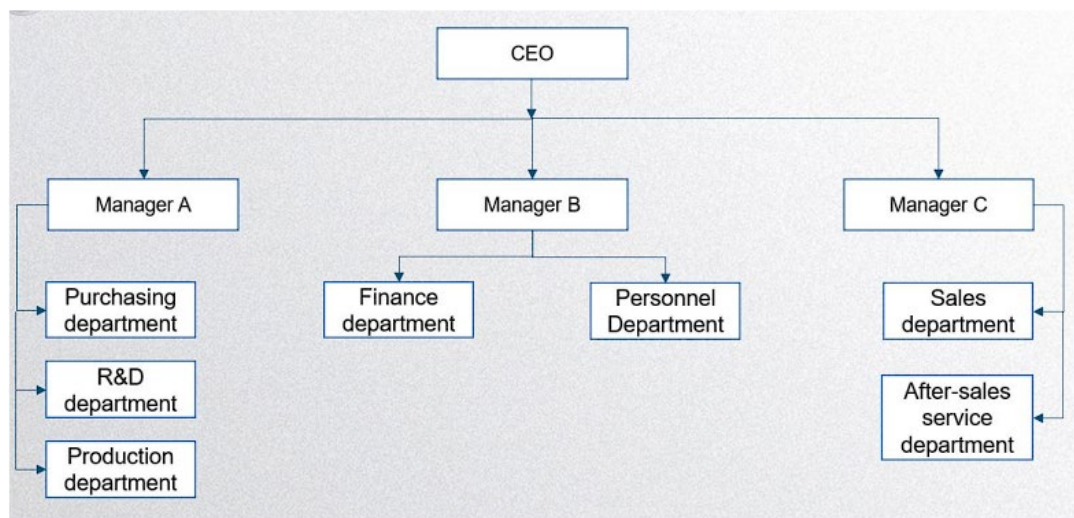 CEO
Manager A
Manager B
Manager C
Purchasing
department
R&D
department
Production
department
Finance
department
Personnel
Department
Sales
department
After-sales
service
department